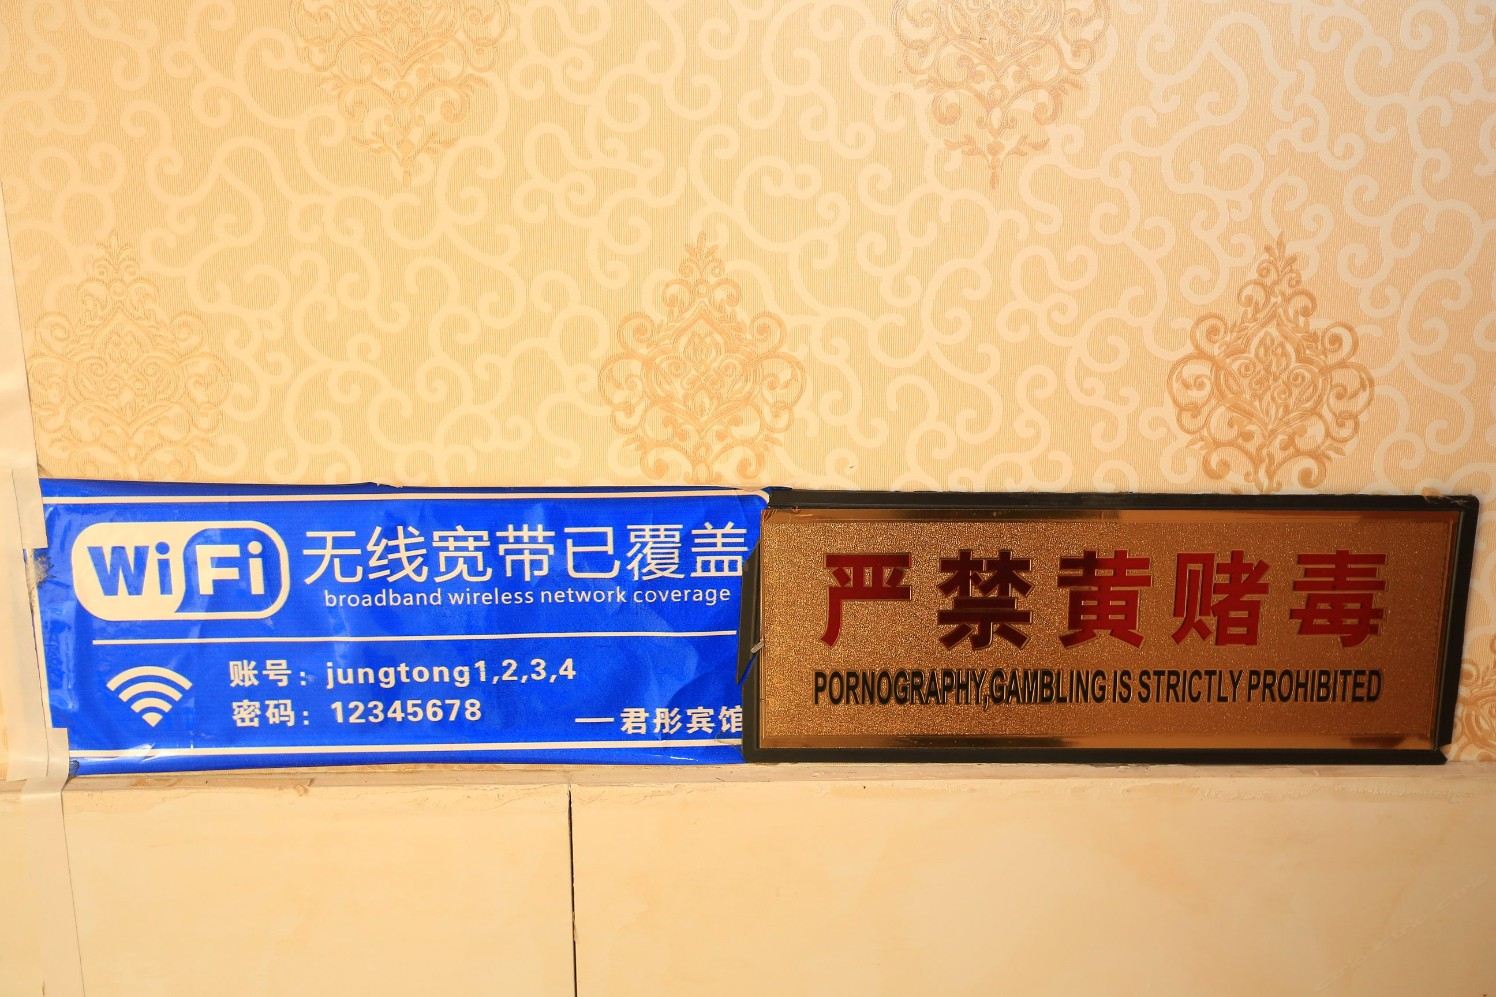 WiFi 无线宽带已覆盖
broadband wireless network coverage
账号：jungtong1,2,3,4
密码：12345678
——君彤宾馆
严禁黄赌毒
PORNOGRAPHY,GAMBLING IS STRICTLY PROHIBITED